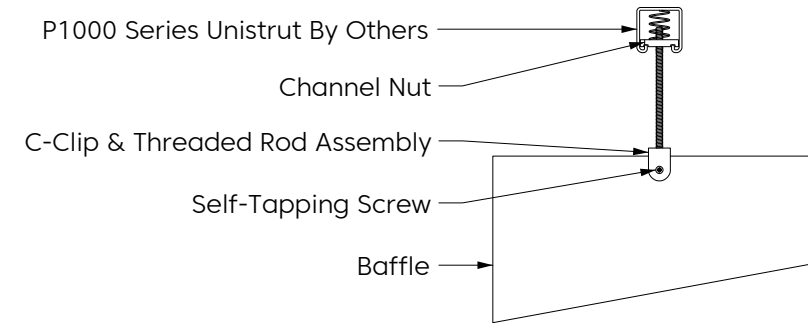 P1000 Series Unistrut By Others
Channel Nut
C-Clip & Threaded Rod Assembly
Self-Tapping Screw
Baffle